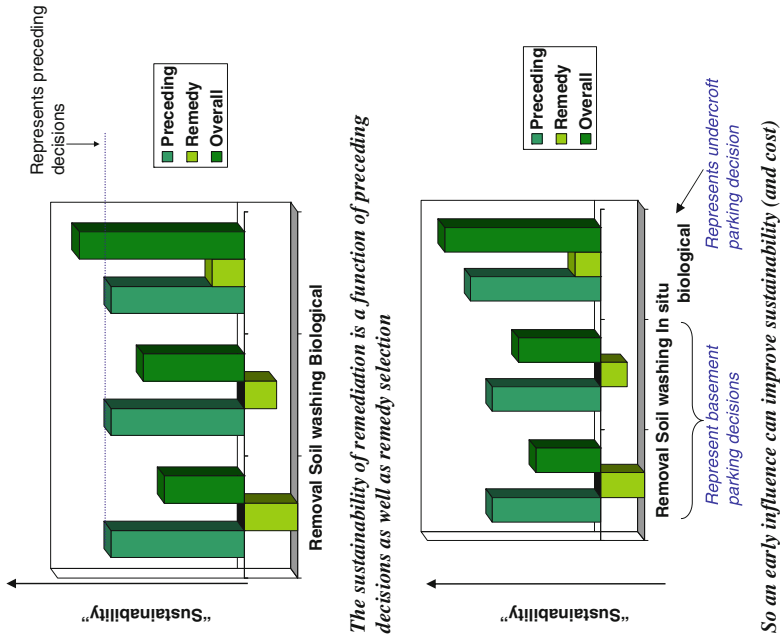 Represents preceding
decisions
"Sustainability"
Preceding
Remedy
Overall
Removal Soil washing Biological
The sustainability of remediation is a function of preceding
decisions as well as remedy selection
"Sustainability"
Preceding
Remedy
Overall
Removal Soil washing In situ
biological
Represent basement
parking decisions
Represents undercroft
parking decision
So an early influence can improve sustainability (and cost)